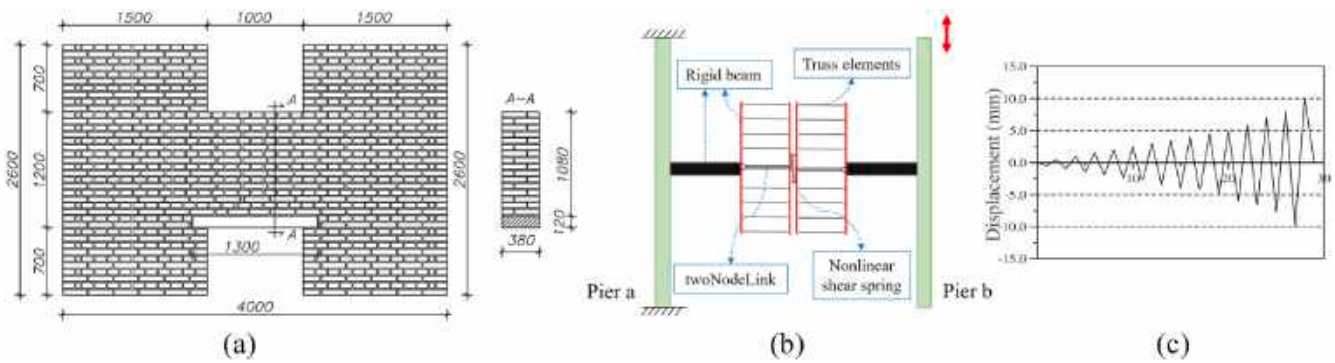 1500 1000 1500
2600
700
1200
700
A
A
1300
4000
2600
A-A
1080
120
380
(a)
Rigid beam
Truss elements
twoNodeLink
Nonlinear
shear spring
Pier a
Pier b
(b)
Displacement (mm)
15.0
10.0
5.0
0.0
-5.0
-10.0
-15.0
10
20
30
(c)